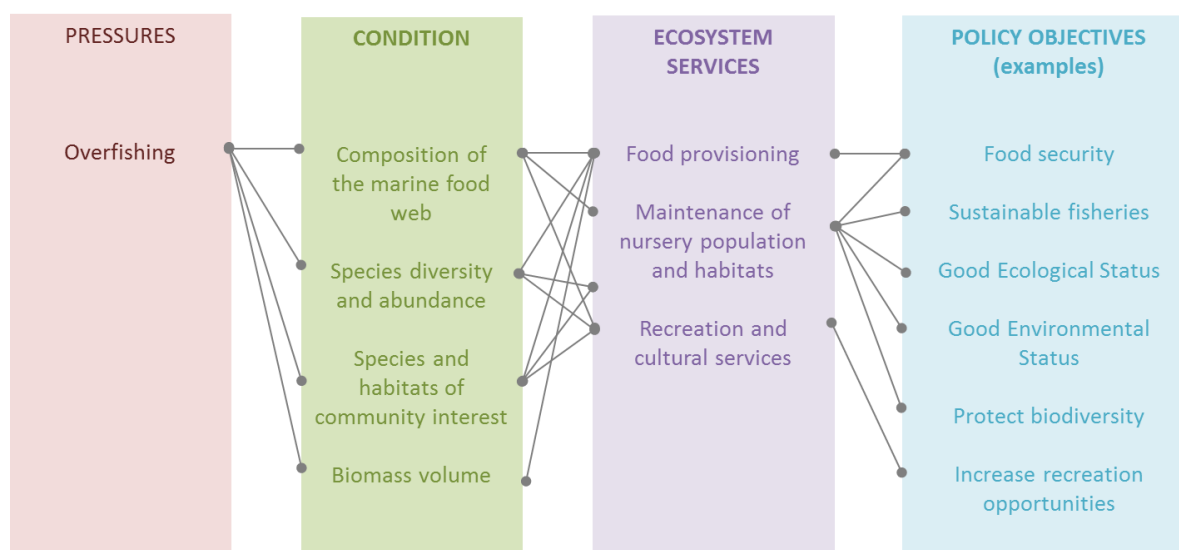 PRESSURES
Overfishing
CONDITION
Composition of
the marine food
web
Species diversity
and abundance
Species and
habitats of
community interest
Biomass volume
ECOSYSTEM
SERVICES
Food provisioning
Maintenance of
nursery population
and habitats
Recreation and
cultural services
POLICY OBJECTIVES
(examples)
Food security
Sustainable fisheries
Good Ecological Status
Good Environmental
Status
Protect biodiversity
Increase recreation
opportunities